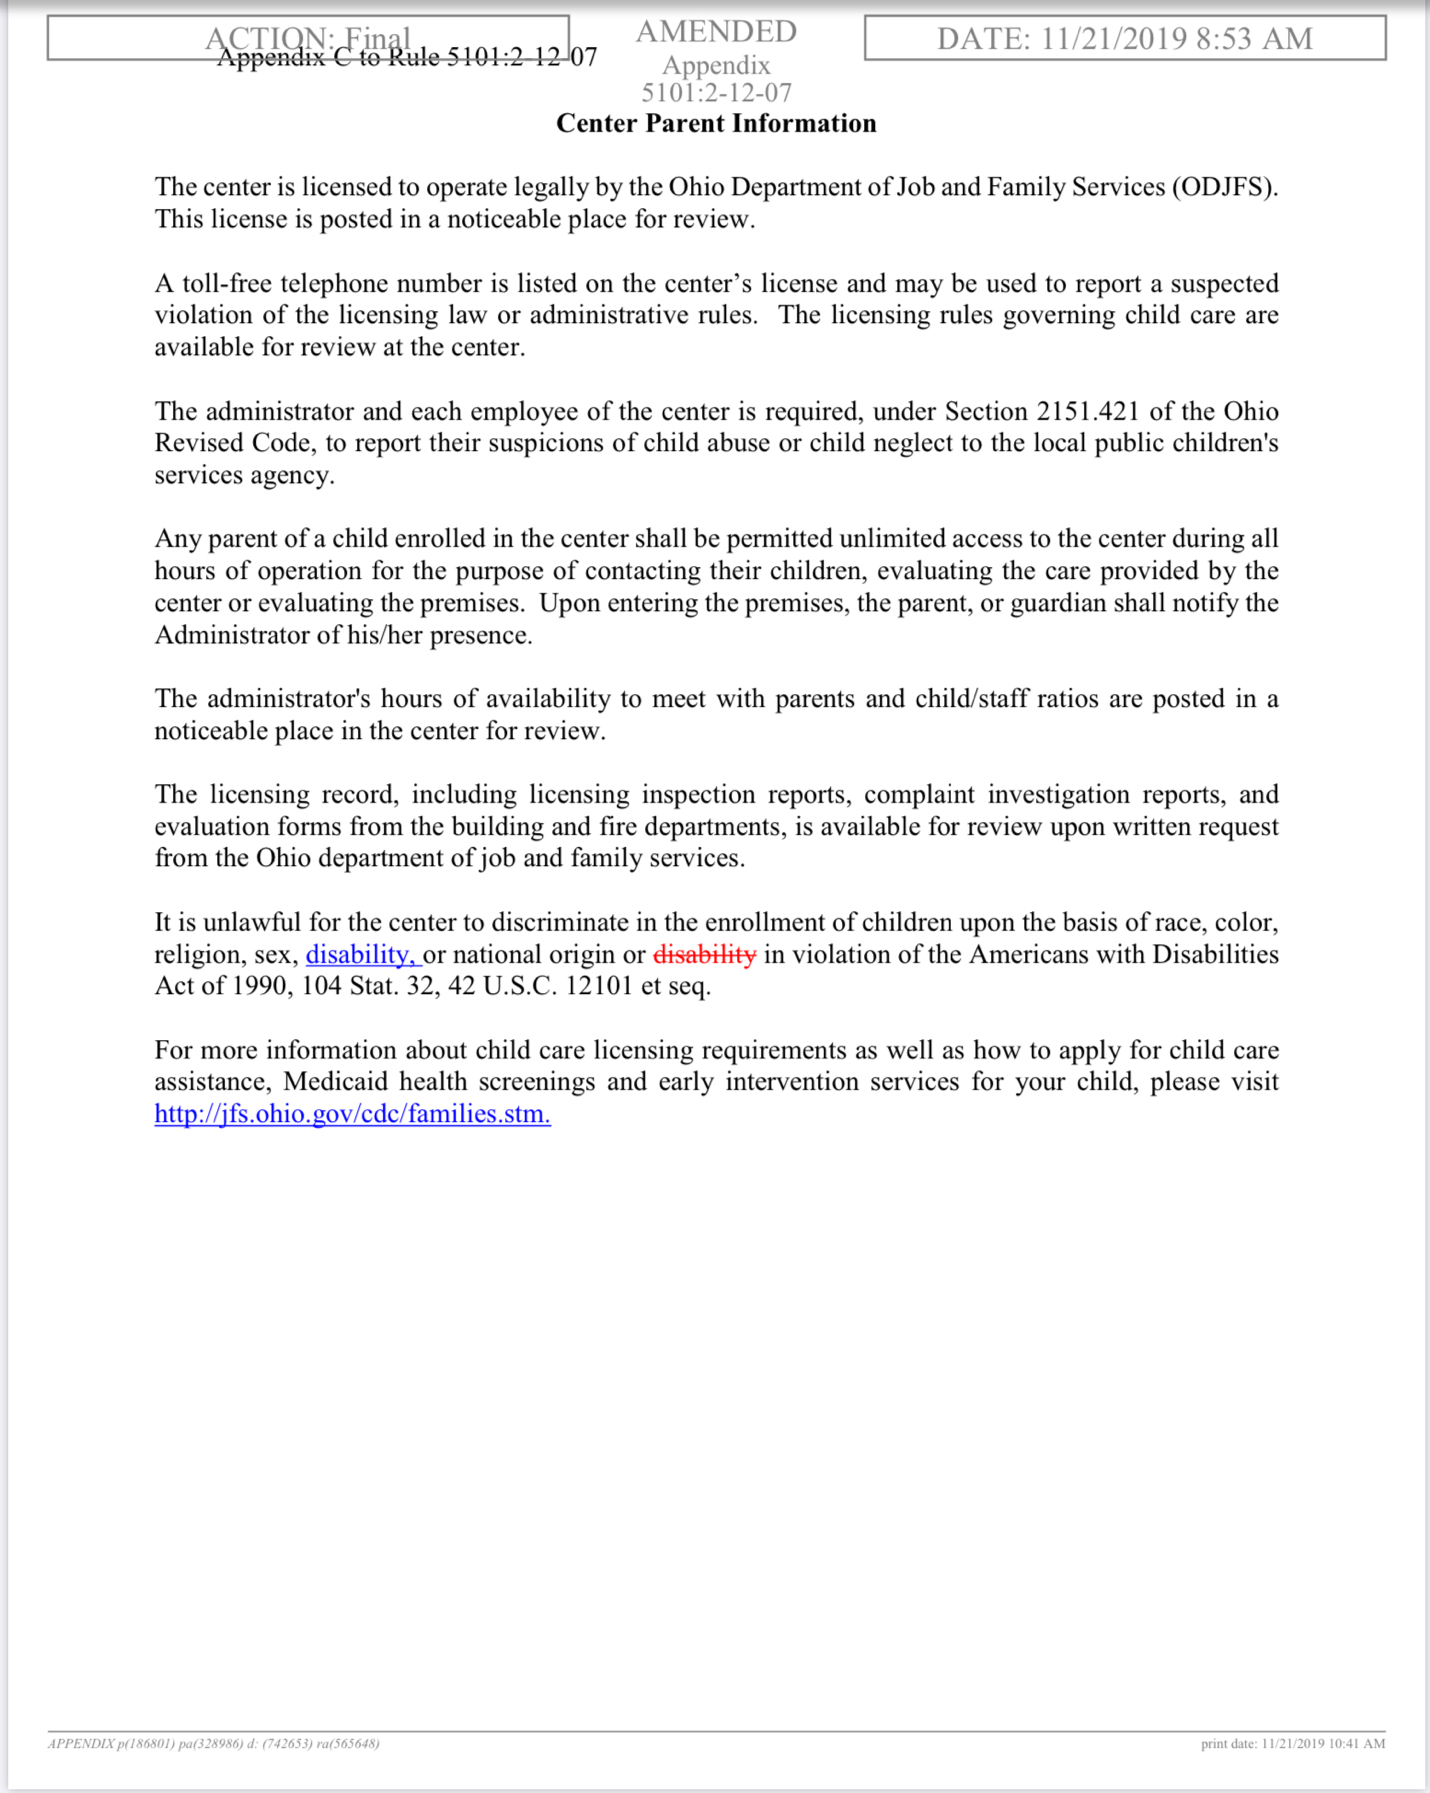 ACTION: Final
AMENDED
DATE: 11/21/2019 8:53 AM
Appendix C to Rule 5101:2-12-07
Appendix
5101:2-12-07
Center Parent Information
The center is licensed to operate legally by the Ohio Department of Job and Family Services (ODJFS).
This license is posted in a noticeable place for review.
A toll-free telephone number is listed on the center’s license and may be used to report a suspected
violation of the licensing law or administrative rules.  The licensing rules governing child care are
available for review at the center.
The administrator and each employee of the center is required, under Section 2151.421 of the Ohio
Revised Code, to report their suspicions of child abuse or child neglect to the local public children's
services agency.
Any parent of a child enrolled in the center shall be permitted unlimited access to the center during all
hours of operation for the purpose of contacting their children, evaluating the care provided by the
center or evaluating the premises.  Upon entering the premises, the parent, or guardian shall notify the
Administrator of his/her presence.
The administrator's hours of availability to meet with parents and child/staff ratios are posted in a
noticeable place in the center for review.
The licensing record, including licensing inspection reports, complaint investigation reports, and
evaluation forms from the building and fire departments, is available for review upon written request
from the Ohio department of job and family services.
It is unlawful for the center to discriminate in the enrollment of children upon the basis of race, color,
religion, sex, disability, or national origin or disability in violation of the Americans with Disabilities
Act of 1990, 104 Stat. 32, 42 U.S.C. 12101 et seq.
For more information about child care licensing requirements as well as how to apply for child care
assistance, Medicaid health screenings and early intervention services for your child, please visit
http://jfs.ohio.gov/cdc/families.stm.
APPENDIX p(186801) pa(328986) d: (742653) ra(565648)
print date: 11/21/2019 10:41 AM